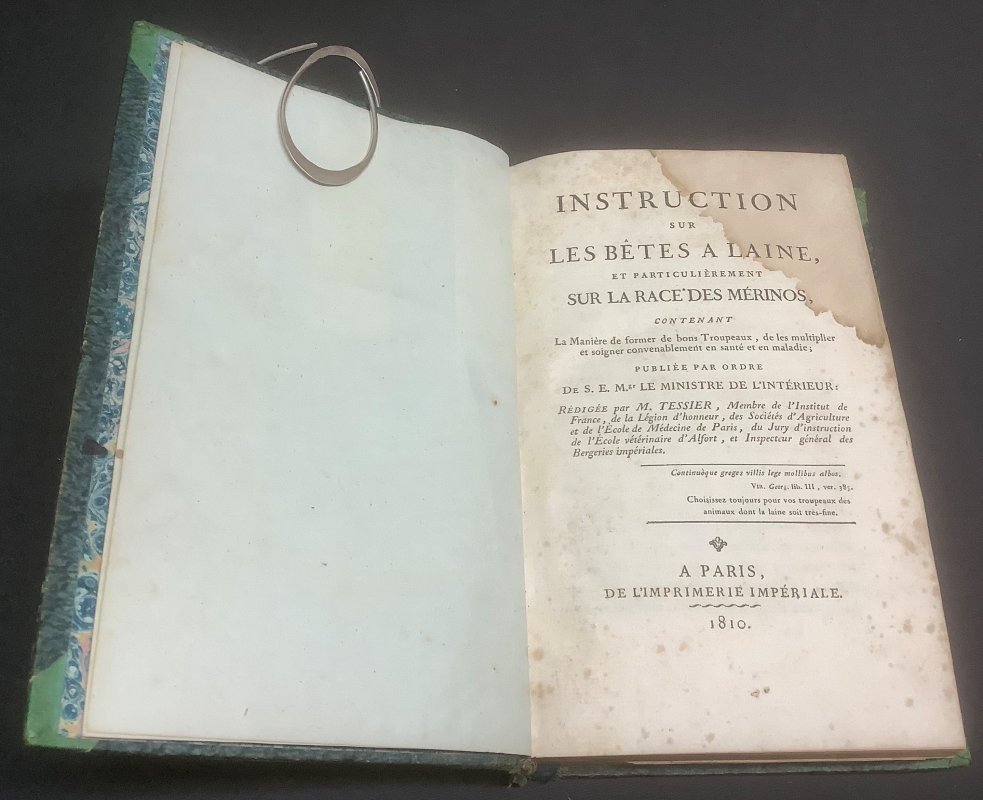 INSTRUCTION
SUR
LES BÊTES A LAINE,
ET PARTICULIÈREMENT
SUR LA RACE DES MÉRINOS,
CONTENANT
La Manière de former de bons Troupeaux, de les multiplier
et soigner convenablement en santé et en maladie;
PUBLIÉE PAR ORDRE
DE S. E. M.gr LE MINISTRE DE L'INTÉRIEUR:
RÉDIGÉE par M. TESSIER, Membre de l'Institut de
France, de la Légion d'honneur, des Sociétés d'Agriculture
et de l'École de Médecine de Paris, du Jury d'instruction
de l'École vétérinaire d'Alfort, et Inspecteur général des
Bergeries impériales.
Continuòque greges villis lege mollibus albos.
VIR. Georg. lib. III, ver. 385.
Choisissez toujours pour vos troupeaux des
animaux dont la laine soit très-fine.
A PARIS,
DE L'IMPRIMERIE IMPÉRIALE.
1810.